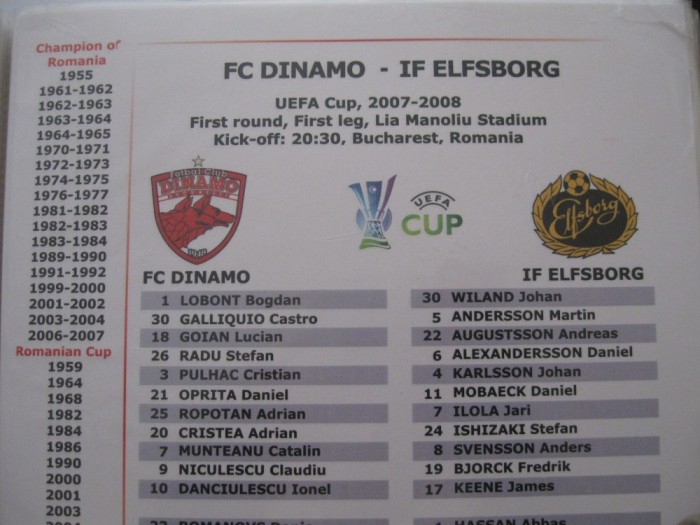 Champion of
Romania
1955
1961-1962
1962-1963
1963-1964
1964-1965
1970-1971
1972-1973
1974-1975
1976-1977
1981-1982
1982-1983
1983-1984
1989-1990
1991-1992
1999-2000
2001-2002
2003-2004
2006-2007
Romanian Cup
1959
1964
1968
1982
1984
1986
1990
2000
2001
2003
FC DINAMO - IF ELFSBORG
UEFA Cup, 2007-2008
First round, First leg, Lia Manoliu Stadium
Kick-off: 20:30, Bucharest, Romania
Fotbal Club
DINAMO
UEFA
CUP
Elfsborg
FC DINAMO
1 LOBONT Bogdan
30 GALLIQUIO Castro
18 GOIAN Lucian
26 RADU Stefan
3 PULHAC Cristian
21 OPRITA Daniel
25 ROPOTAN Adrian
20 CRISTEA Adrian
7 MUNTEANU Catalin
9 NICULESCU Claudiu
10 DANCIULESCU Ionel
IF ELFSBORG
30 WILAND Johan
5 ANDERSSON Martin
22 AUGUSTSSON Andreas
6 ALEXANDERSSON Daniel
4 KARLSSON Johan
11 MOBAECK Daniel
7 ILOLA Jari
24 ISHIZAKI Stefan
8 SVENSSON Anders
19 BJORCK Fredrik
17 KEENE James
1 HASSAN Abbas